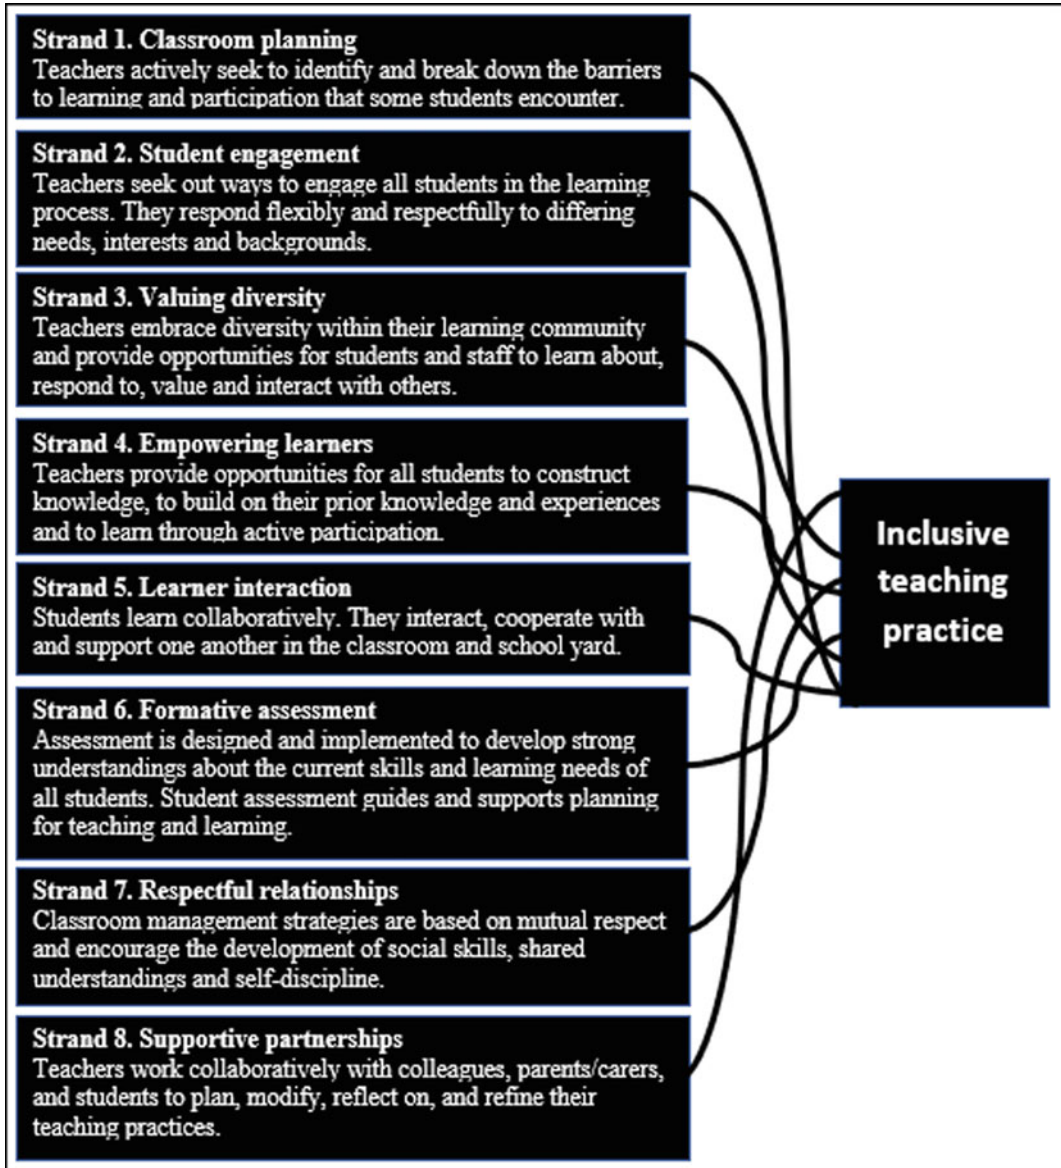 Strand 1. Classroom planning
Teachers actively seek to identify and break down the barriers
to learning and participation that some students encounter.
Strand 2. Student engagement
Teachers seek out ways to engage all students in the learning
process. They respond flexibly and respectfully to differing
needs, interests and backgrounds.
Strand 3. Valuing diversity
Teachers embrace diversity within their learning community
and provide opportunities for students and staff to learn about,
respond to, value and interact with others.
Strand 4. Empowering learners
Teachers provide opportunities for all students to construct
knowledge, to build on their prior knowledge and experiences
and to learn through active participation.
Strand 5. Learner interaction
Students learn collaboratively. They interact, cooperate with
and support one another in the classroom and school yard.
Strand 6. Formative assessment
Assessment is designed and implemented to develop strong
understandings about the current skills and learning needs of
all students. Student assessment guides and supports planning
for teaching and learning.
Strand 7. Respectful relationships
Classroom management strategies are based on mutual respect
and encourage the development of social skills, shared
understandings and self-discipline.
Strand 8. Supportive partnerships
Teachers work collaboratively with colleagues, parents/carers,
and students to plan, modify, reflect on, and refine their
teaching practices.
Inclusive
teaching
practice